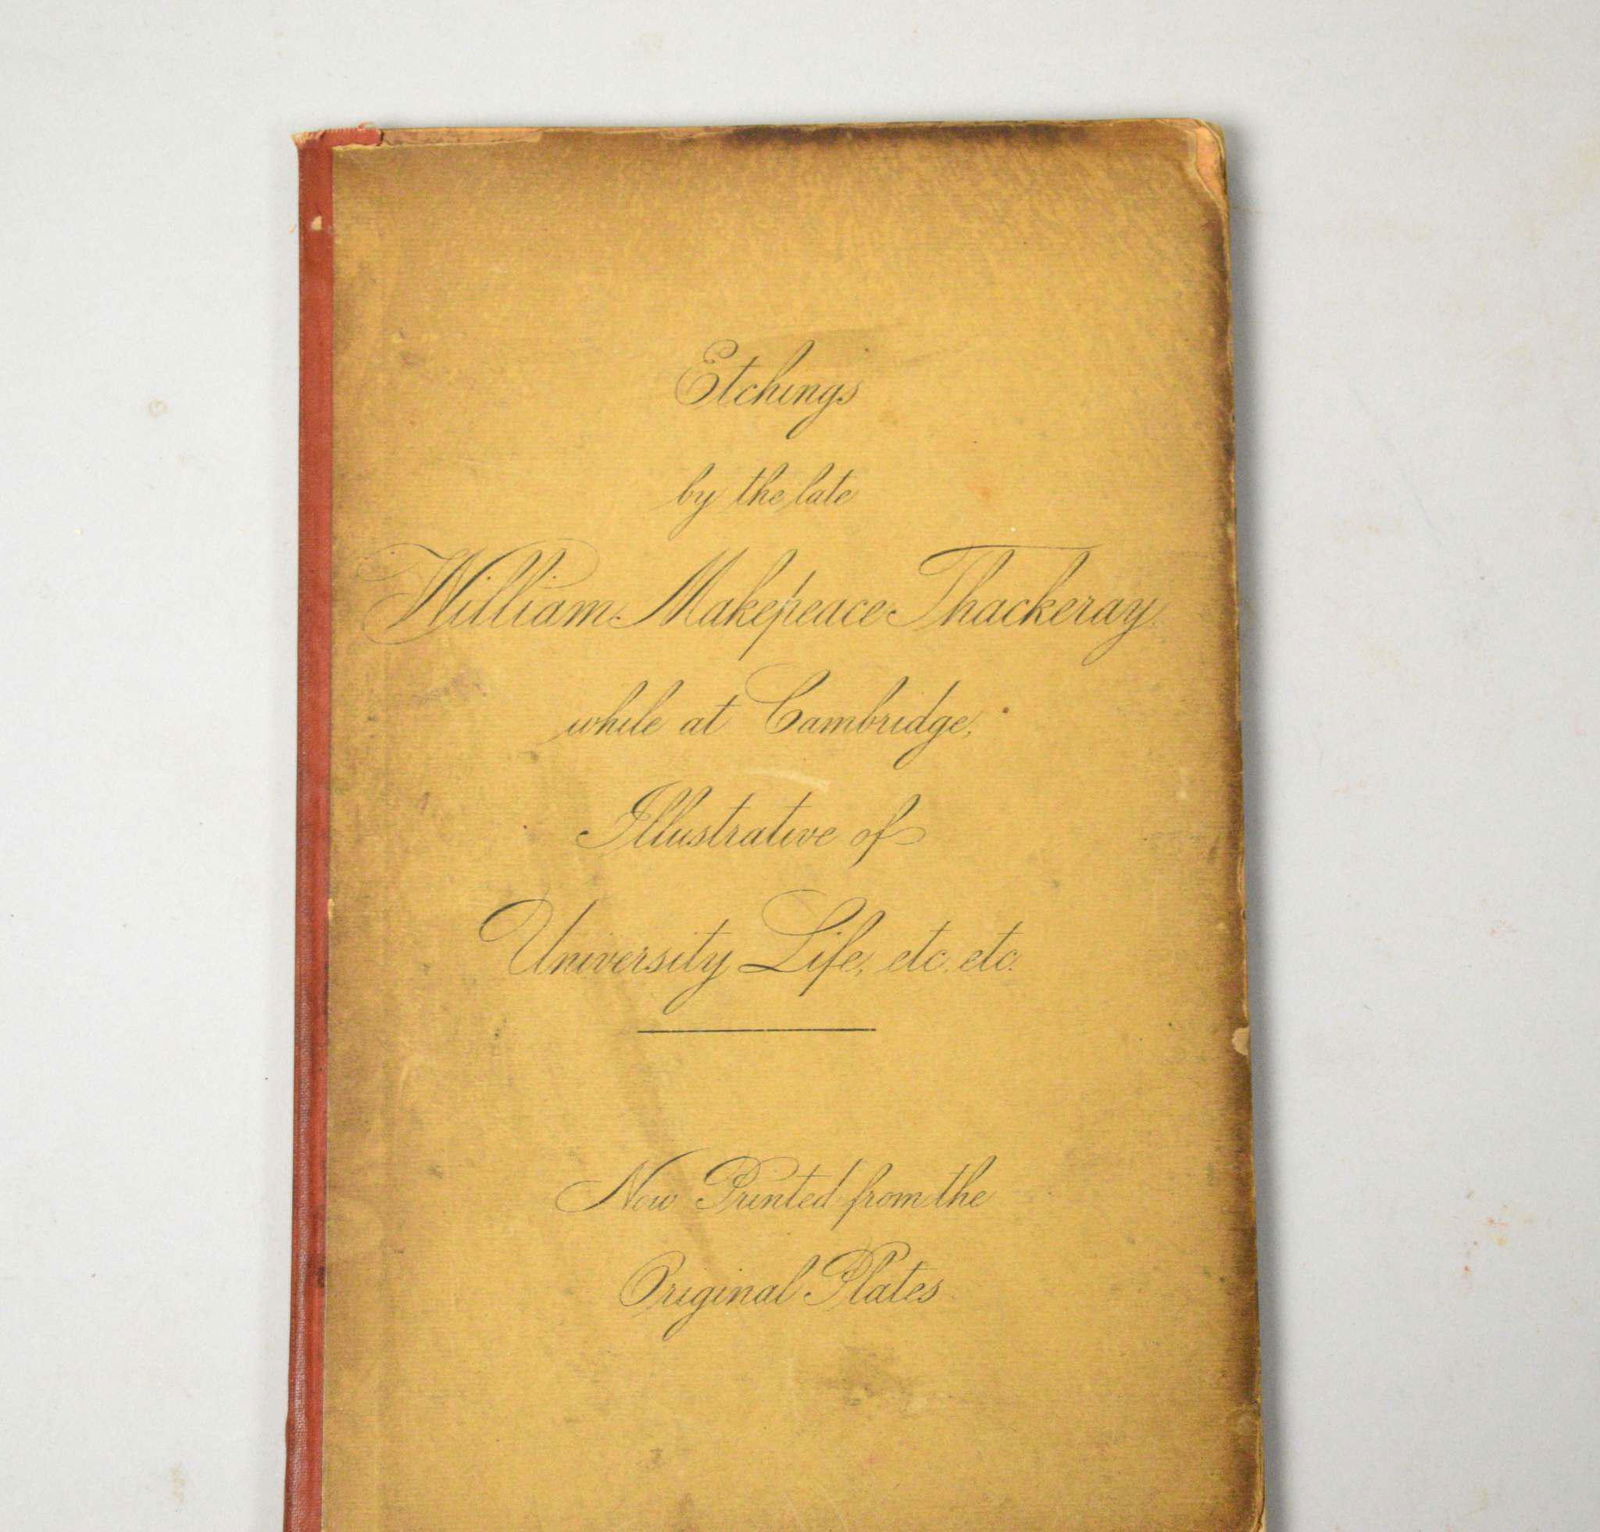 Etchings
by the late
William Makepeace Thackeray
while at Cambridge,
Illustrative of
University Life, etc. etc.
Now Printed from the
Original Plates